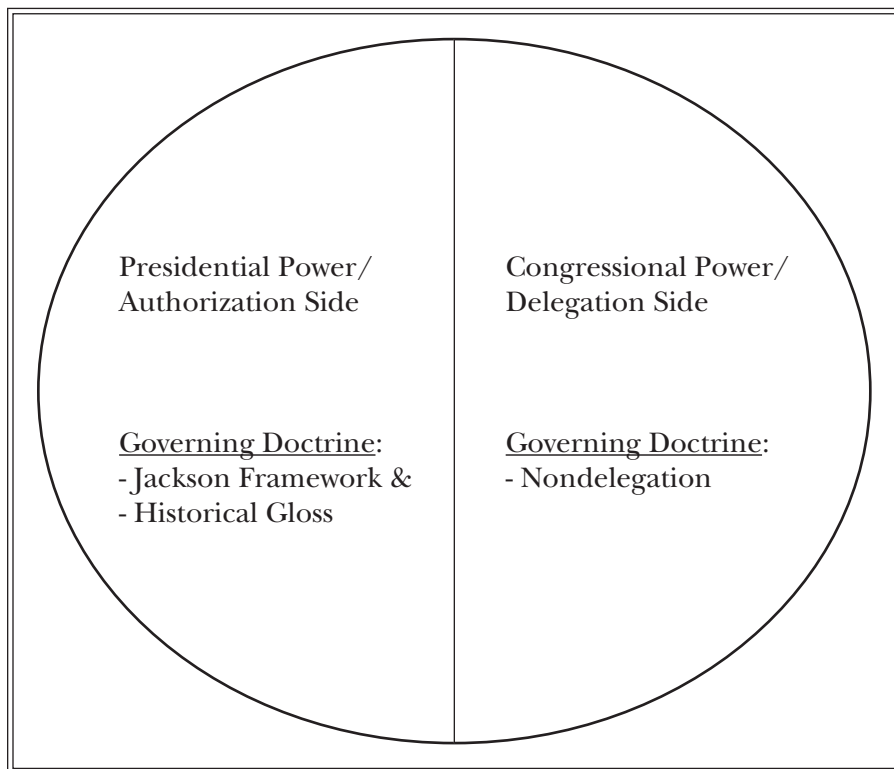 Presidential Power/
Authorization Side
Governing Doctrine:
- Jackson Framework &
- Historical Gloss
Congressional Power/
Delegation Side
Governing Doctrine:
- Nondelegation